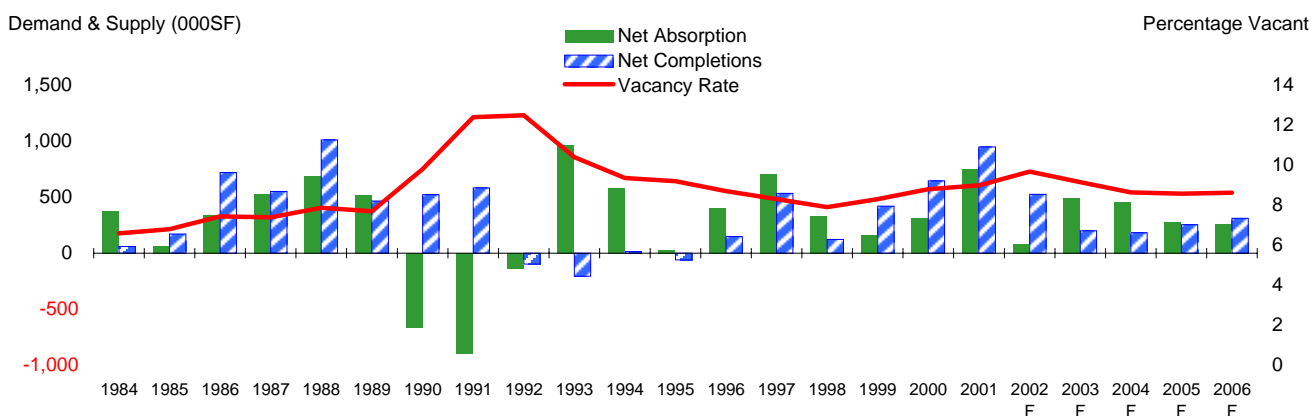 Demand & Supply (000SF)
Percentage Vacant
Net Absorption
Net Completions
Vacancy Rate
1,500
1,000
500
0
-500
-1,000
14
12
10
8
6
4
2
0
1984 1985 1986 1987 1988 1989 1990 1991 1992 1993 1994 1995 1996 1997 1998 1999 2000 2001 2002 2003 2004 2005 2006
F F F F F